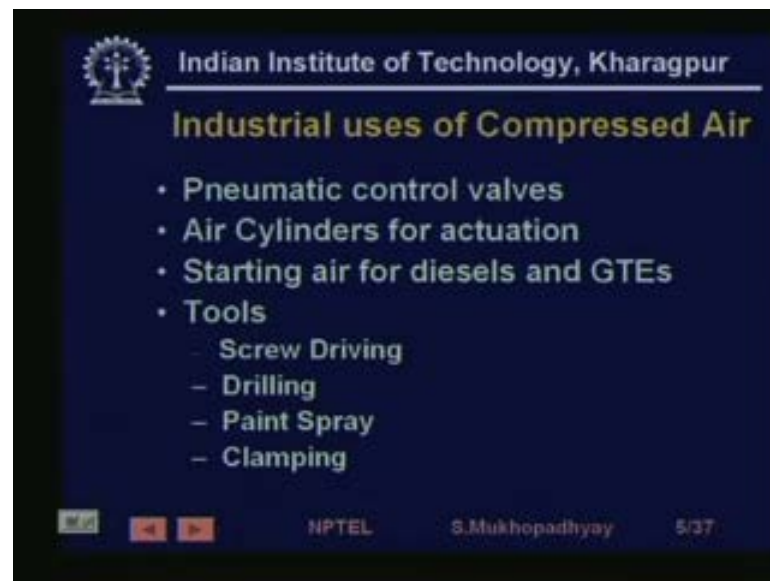 Indian Institute of Technology, Kharagpur
Industrial uses of Compressed Air
• Pneumatic control valves
• Air Cylinders for actuation
• Starting air for diesels and GTEs
• Tools
- Screw Driving
– Drilling
– Paint Spray
– Clamping
NPTEL S.Mukhopadhyay 5/37